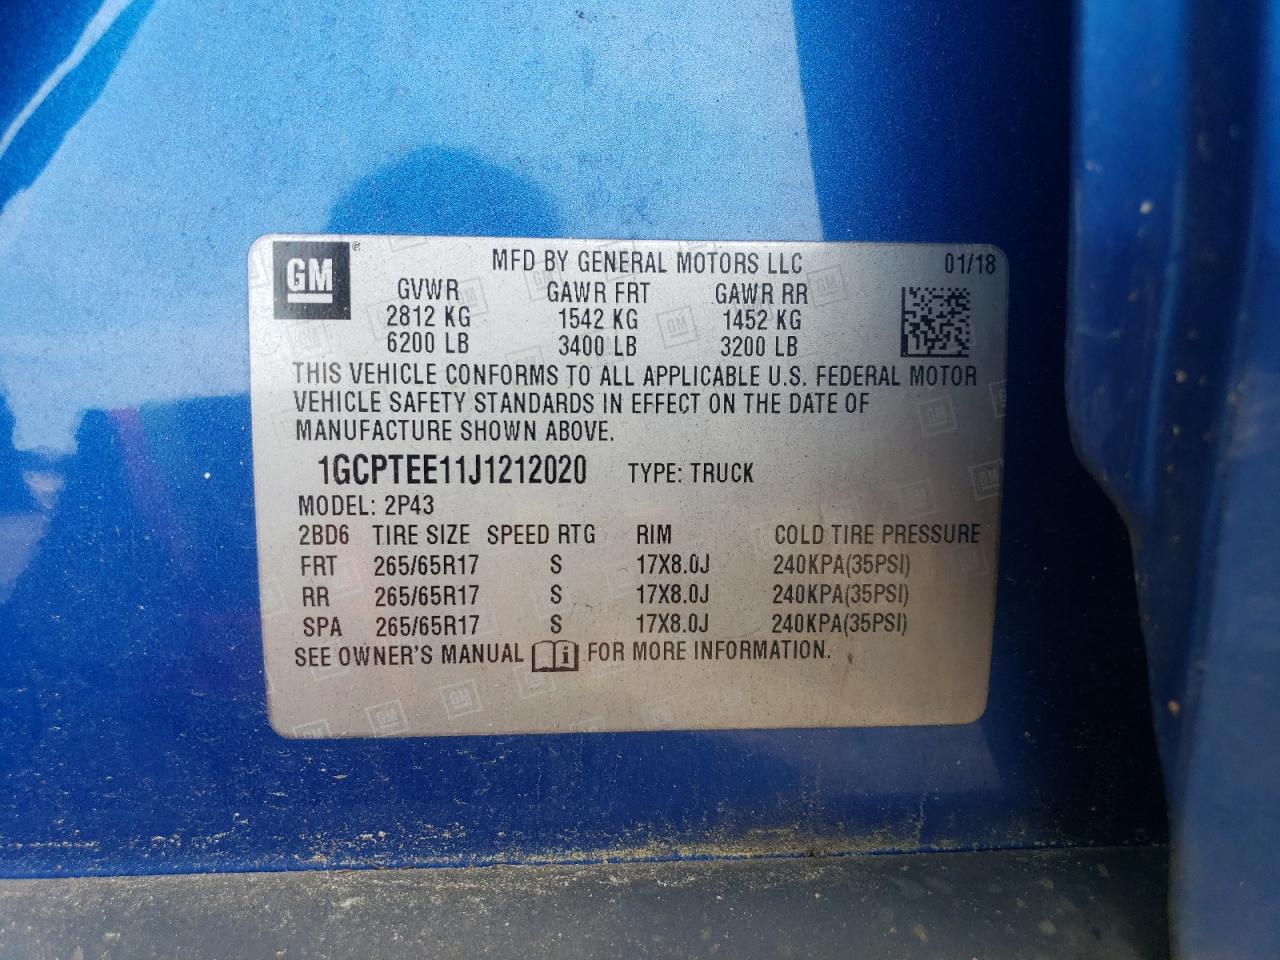 GM ®
MFD BY GENERAL MOTORS LLC 01/18
GVWR GAWR FRT GAWR RR
2812 KG 1542 KG 1452 KG
6200 LB 3400 LB 3200 LB
THIS VEHICLE CONFORMS TO ALL APPLICABLE U.S. FEDERAL MOTOR
VEHICLE SAFETY STANDARDS IN EFFECT ON THE DATE OF
MANUFACTURE SHOWN ABOVE.
1GCPTEE11J1212020 TYPE: TRUCK
MODEL: 2P43
2BD6 TIRE SIZE SPEED RTG RIM COLD TIRE PRESSURE
FRT 265/65R17 S 17X8.0J 240KPA(35PSI)
RR 265/65R17 S 17X8.0J 240KPA(35PSI)
SPA 265/65R17 S 17X8.0J 240KPA(35PSI)
SEE OWNER'S MANUAL i FOR MORE INFORMATION.